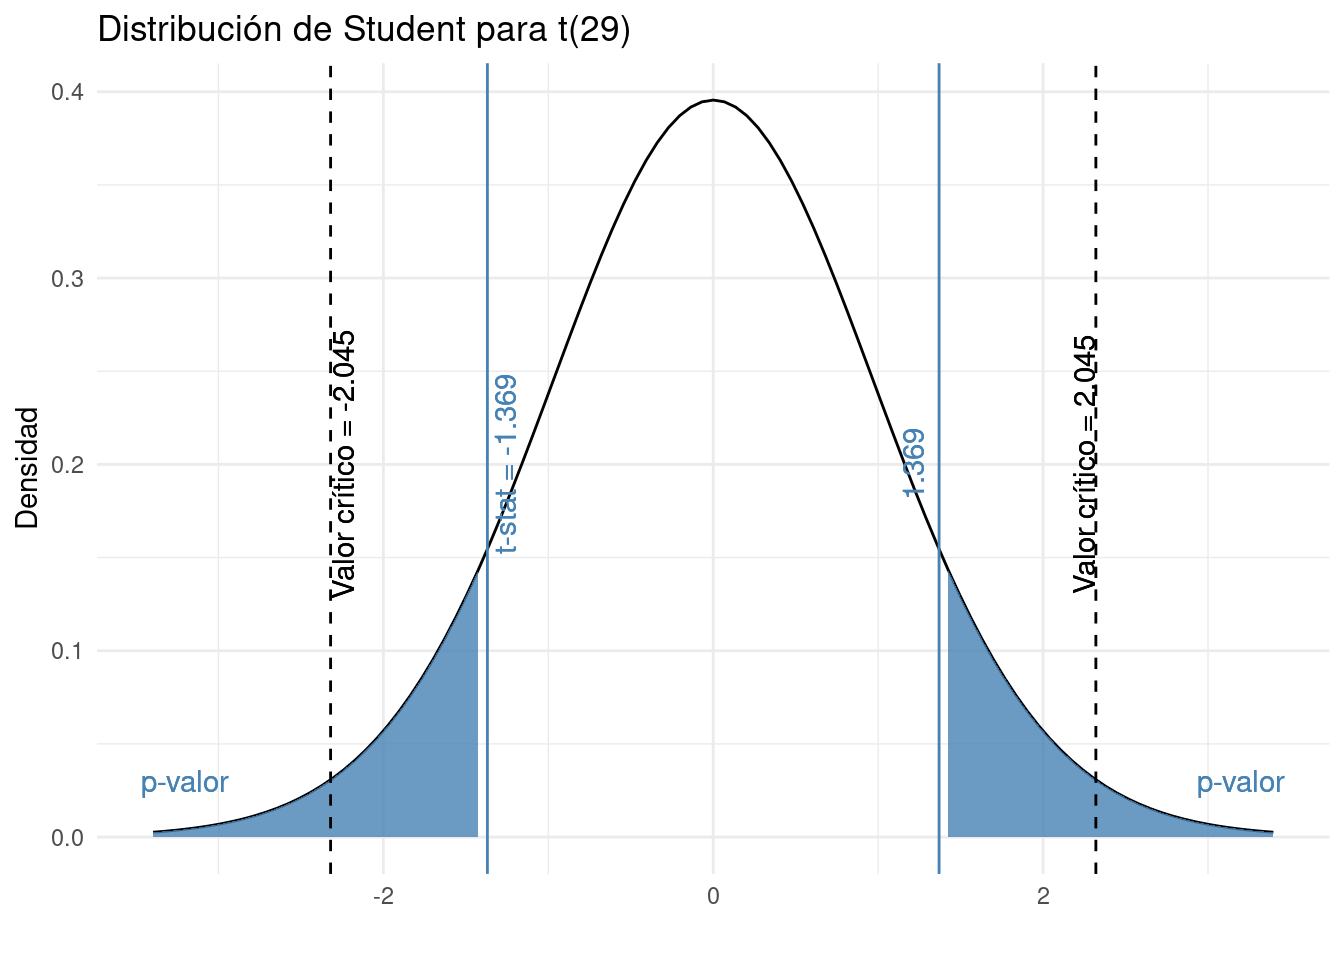 Distribución de Student para t(29)
Densidad
0.4
0.3
0.2
0.1
0.0
Valor crítico = -2.045
t-stat = -1.369
1.369
Valor crítico = 2.045
p-valor
p-valor
-2
0
2